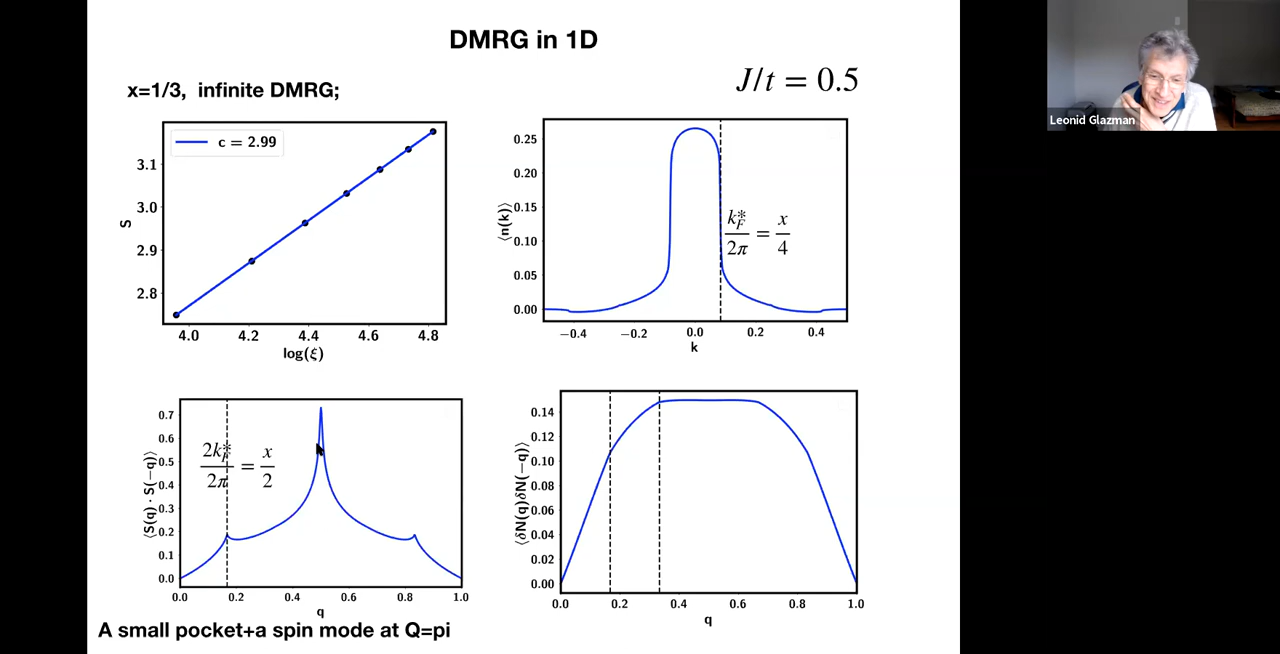 DMRG in 1D
x=1/3, infinite DMRG;
J/t = 0.5
Leonid Glazman
c = 2.99
3.1
3.0
2.9
2.8
S
4.0 4.2 4.4 4.6 4.8
log(ξ)
0.25
0.20
0.15
0.10
0.05
0.00
⟨n(k)⟩
k*F/2π = x/4
−0.4 −0.2 0.0 0.2 0.4
k
0.7
0.6
0.5
0.4
0.3
0.2
0.1
0.0
⟨S(q) · S(−q)⟩
2k*F/2π = x/2
0.0 0.2 0.4 0.6 0.8 1.0
q
0.14
0.12
0.10
0.08
0.06
0.04
0.02
0.00
⟨δN(q)δN(−q)⟩
0.0 0.2 0.4 0.6 0.8 1.0
q
A small pocket+a spin mode at Q=pi